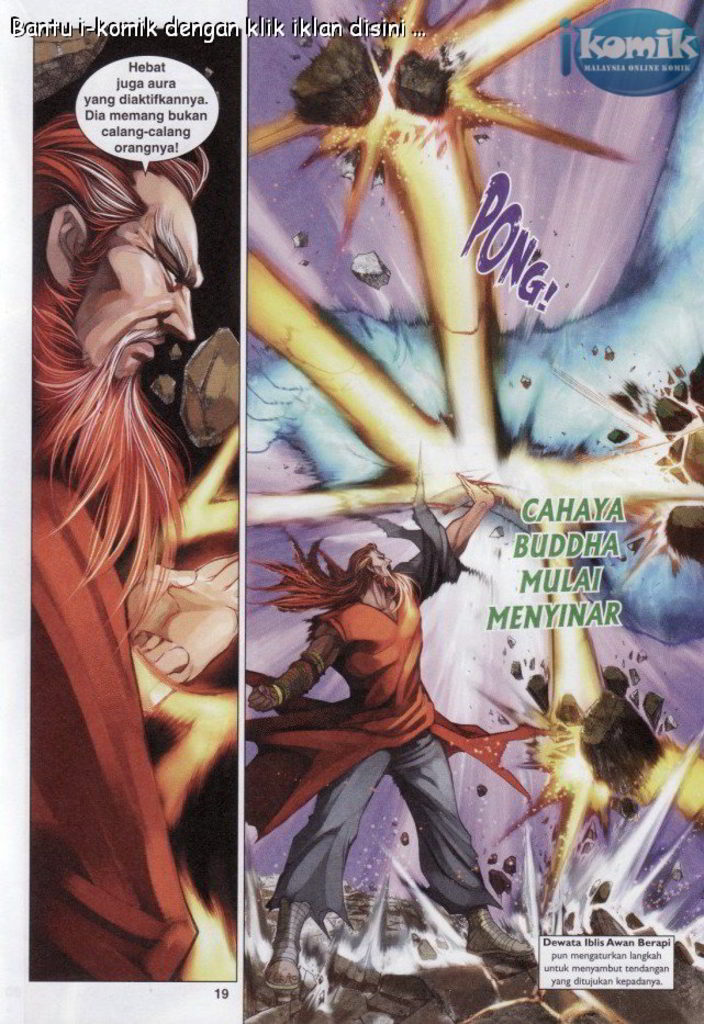 Bantu i-komik dengan klik iklan disini ...
ikomik
MALAYSIA ONLINE KOMIK
Hebat
juga aura
yang diaktifkannya.
Dia memang bukan
calang-calang
orangnya!
PONG!
CAHAYA
BUDDHA
MULAI
MENYINAR
Dewata Iblis Awan Berapi
pun mengaturkan langkah
untuk menyambut tendangan
yang ditujukan kepadanya.
19